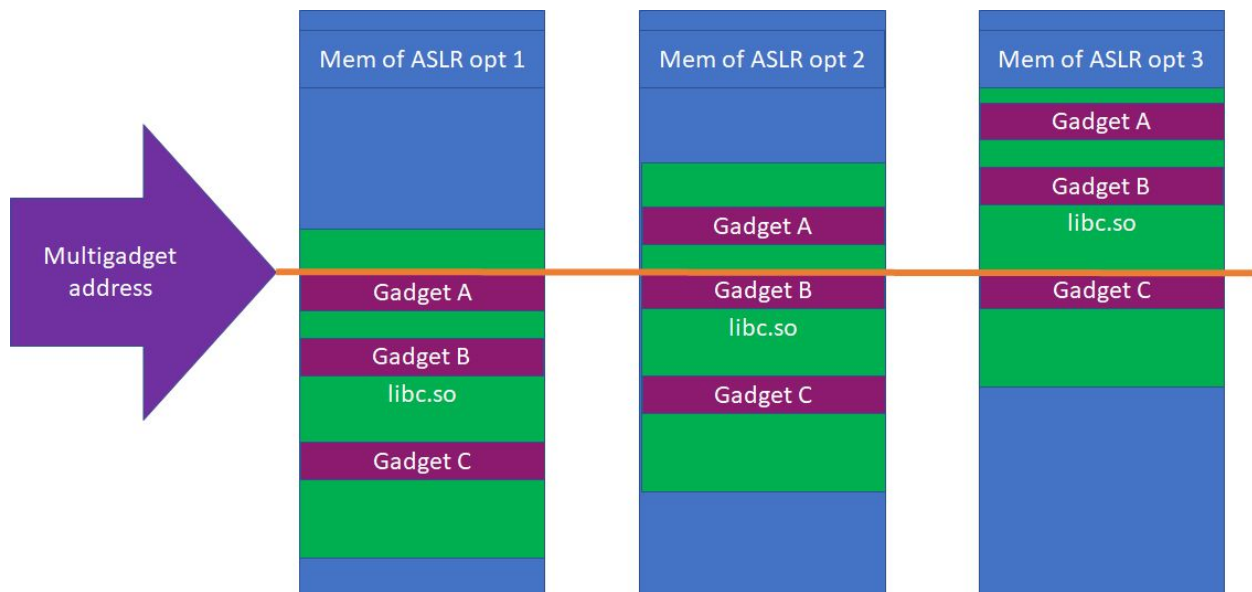 Multigadget
address
Mem of ASLR opt 1
Gadget A
Gadget B
libc.so
Gadget C
Mem of ASLR opt 2
Gadget A
Gadget B
libc.so
Gadget C
Mem of ASLR opt 3
Gadget A
Gadget B
libc.so
Gadget C